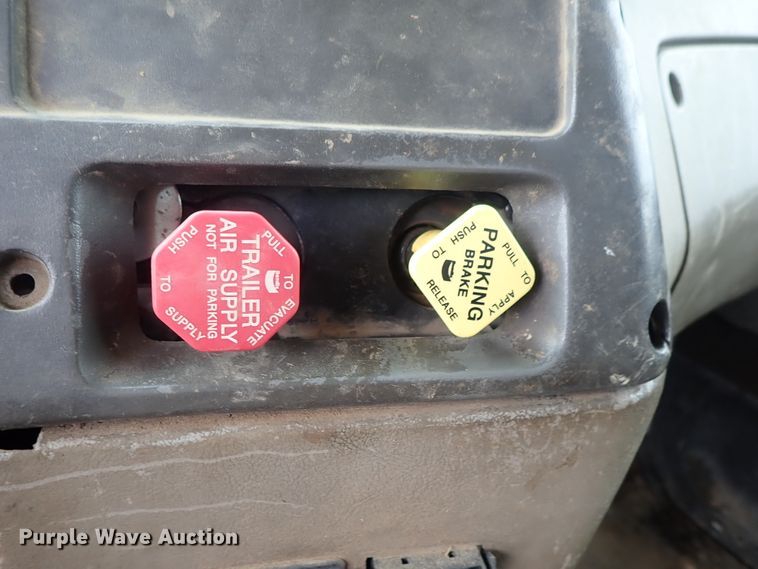 PULL TO EVACUATE
TRAILER
AIR SUPPLY
NOT FOR PARKING
PUSH TO SUPPLY
PULL TO APPLY
PARKING
BRAKE
PUSH TO RELEASE
Purple Wave Auction